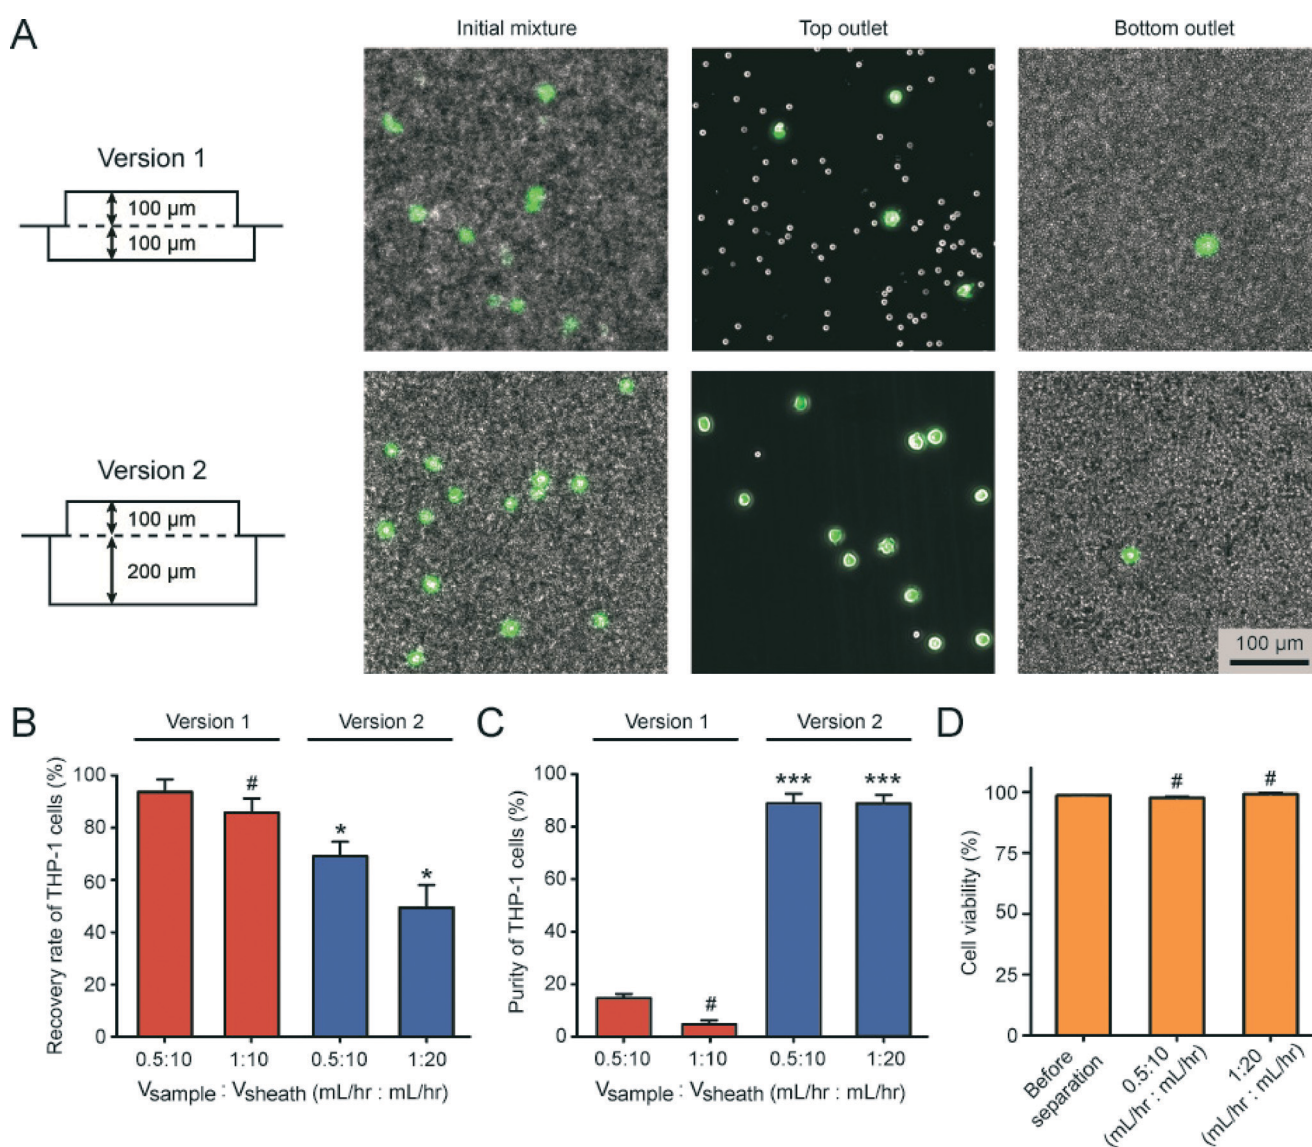 A
Initial mixture
Top outlet
Bottom outlet
Version 1
100 µm
100 µm
Version 2
100 µm
200 µm
100 µm
B
Version 1
Version 2
Recovery rate of THP-1 cells (%)
100
80
60
40
20
0
#
*
*
0.5:10
1:10
0.5:10
1:20
Vsample : Vsheath (mL/hr : mL/hr)
C
Version 1
Version 2
Purity of THP-1 cells (%)
100
80
60
40
20
0
#
***
***
0.5:10
1:10
0.5:10
1:20
Vsample : Vsheath (mL/hr : mL/hr)
D
Cell viability (%)
100
75
50
25
0
#
#
Before
separation
0.5:10
(mL/hr : mL/hr)
1:20
(mL/hr : mL/hr)